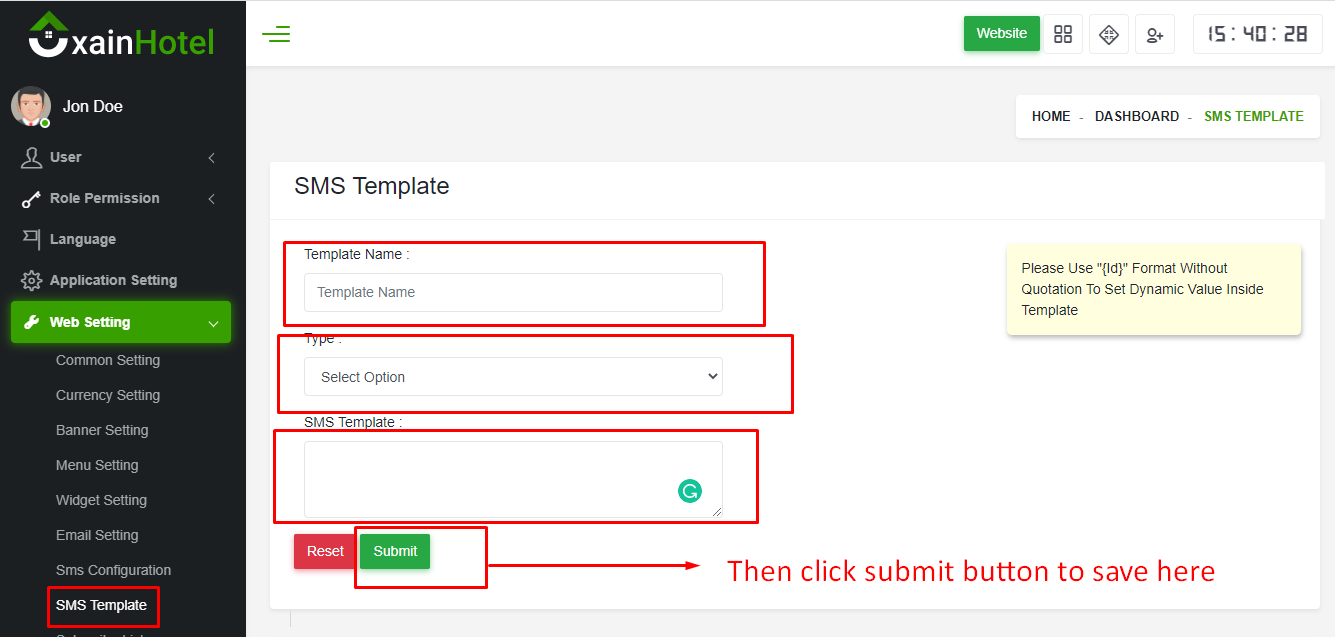 xainHotel
Website
15:40:28
Jon Doe
HOME - DASHBOARD - SMS TEMPLATE
User
Role Permission
Language
Application Setting
Web Setting
Common Setting
Currency Setting
Banner Setting
Menu Setting
Widget Setting
Email Setting
Sms Configuration
SMS Template
SMS Template
Template Name :
Template Name
Type :
Select Option
SMS Template :
Reset
Submit
Please Use "{Id}" Format Without
Quotation To Set Dynamic Value Inside
Template
Then click submit button to save here